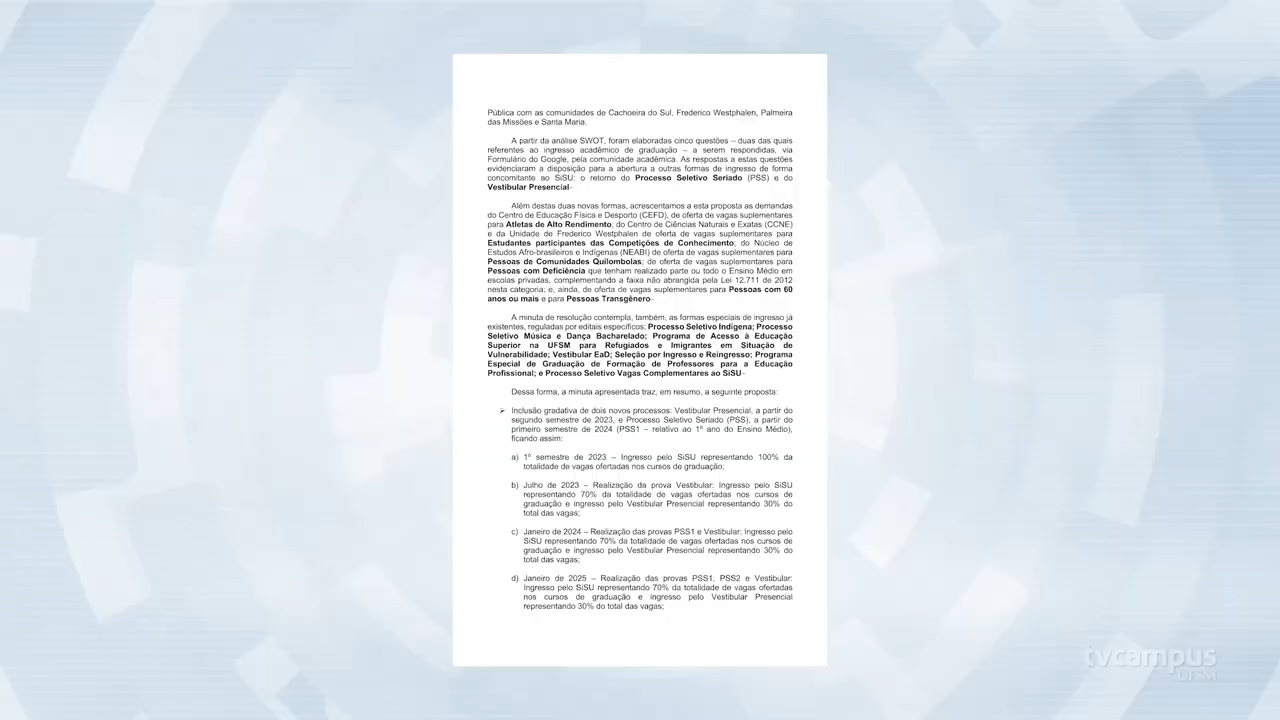 Pública com as comunidades de Cachoeira do Sul, Frederico Westphalen, Palmeira
das Missões e Santa Maria.
A partir da análise SWOT, foram elaboradas cinco questões – duas das quais
referentes ao ingresso acadêmico de graduação – a serem respondidas, via
Formulário do Google, pela comunidade acadêmica. As respostas a estas questões
evidenciaram a disposição para a abertura a outras formas de ingresso de forma
concomitante ao SiSU: o retorno do Processo Seletivo Seriado (PSS) e do
Vestibular Presencial.
Além destas duas novas formas, acrescentamos a esta proposta as demandas
do Centro de Educação Física e Desporto (CEFD), de oferta de vagas suplementares
para Atletas de Alto Rendimento; do Centro de Ciências Naturais e Exatas (CCNE)
e da Unidade de Frederico Westphalen de oferta de vagas suplementares para
Estudantes participantes das Competições de Conhecimento; do Núcleo de
Estudos Afro-brasileiros e Indígenas (NEABI) de oferta de vagas suplementares para
Pessoas de Comunidades Quilombolas; de oferta de vagas suplementares para
Pessoas com Deficiência que tenham realizado parte ou todo o Ensino Médio em
escolas privadas, complementando a faixa não abrangida pela Lei 12.711 de 2012
nesta categoria; e, ainda, de oferta de vagas suplementares para Pessoas com 60
anos ou mais e para Pessoas Transgênero.
A minuta de resolução contempla, também, as formas especiais de ingresso já
existentes, reguladas por editais específicos: Processo Seletivo Indígena; Processo
Seletivo Música e Dança Bacharelado; Programa de Acesso à Educação
Superior na UFSM para Refugiados e Imigrantes em Situação de
Vulnerabilidade; Vestibular EaD; Seleção por Ingresso e Reingresso; Programa
Especial de Graduação de Formação de Professores para a Educação
Profissional; e Processo Seletivo Vagas Complementares ao SiSU.
Dessa forma, a minuta apresentada traz, em resumo, a seguinte proposta:
➢ Inclusão gradativa de dois novos processos: Vestibular Presencial, a partir do
segundo semestre de 2023, e Processo Seletivo Seriado (PSS), a partir do
primeiro semestre de 2024 (PSS1 – relativo ao 1º ano do Ensino Médio),
ficando assim:
a) 1º semestre de 2023 – Ingresso pelo SiSU representando 100% da
totalidade de vagas ofertadas nos cursos de graduação;
b) Julho de 2023 – Realização da prova Vestibular: Ingresso pelo SiSU
representando 70% da totalidade de vagas ofertadas nos cursos de
graduação e ingresso pelo Vestibular Presencial representando 30% do
total das vagas;
c) Janeiro de 2024 – Realização das provas PSS1 e Vestibular: Ingresso pelo
SiSU representando 70% da totalidade de vagas ofertadas nos cursos de
graduação e ingresso pelo Vestibular Presencial representando 30% do
total das vagas;
d) Janeiro de 2025 – Realização das provas PSS1, PSS2 e Vestibular:
Ingresso pelo SiSU representando 70% da totalidade de vagas ofertadas
nos cursos de graduação e ingresso pelo Vestibular Presencial
representando 30% do total das vagas;
tvcampus
UFSM